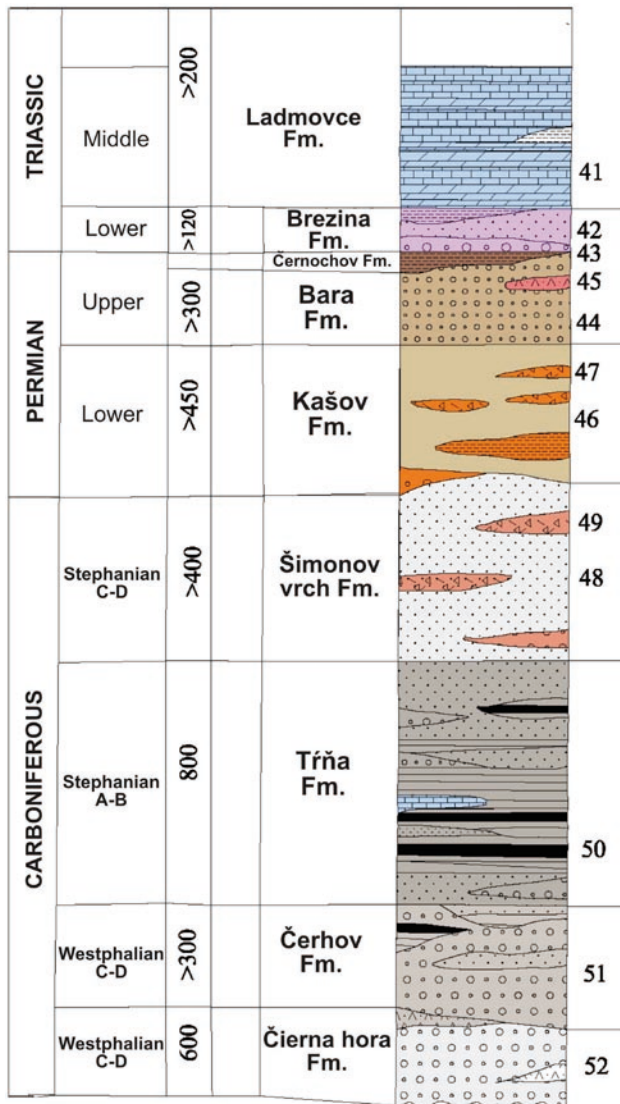 TRIASSIC
Middle
>200
Ladmovce
Fm.
41
Lower
>120
Brezina
Fm.
42
43
Černochov Fm.
PERMIAN
Upper
>300
Bara
Fm.
45
44
Lower
>450
Kašov
Fm.
47
46
CARBONIFEROUS
Stephanian
C-D
>400
Šimonov
vrch Fm.
49
48
Stephanian
A-B
800
Tŕňa
Fm.
50
Westphalian
C-D
>300
Čerhov
Fm.
51
Westphalian
C-D
600
Čierna hora
Fm.
52